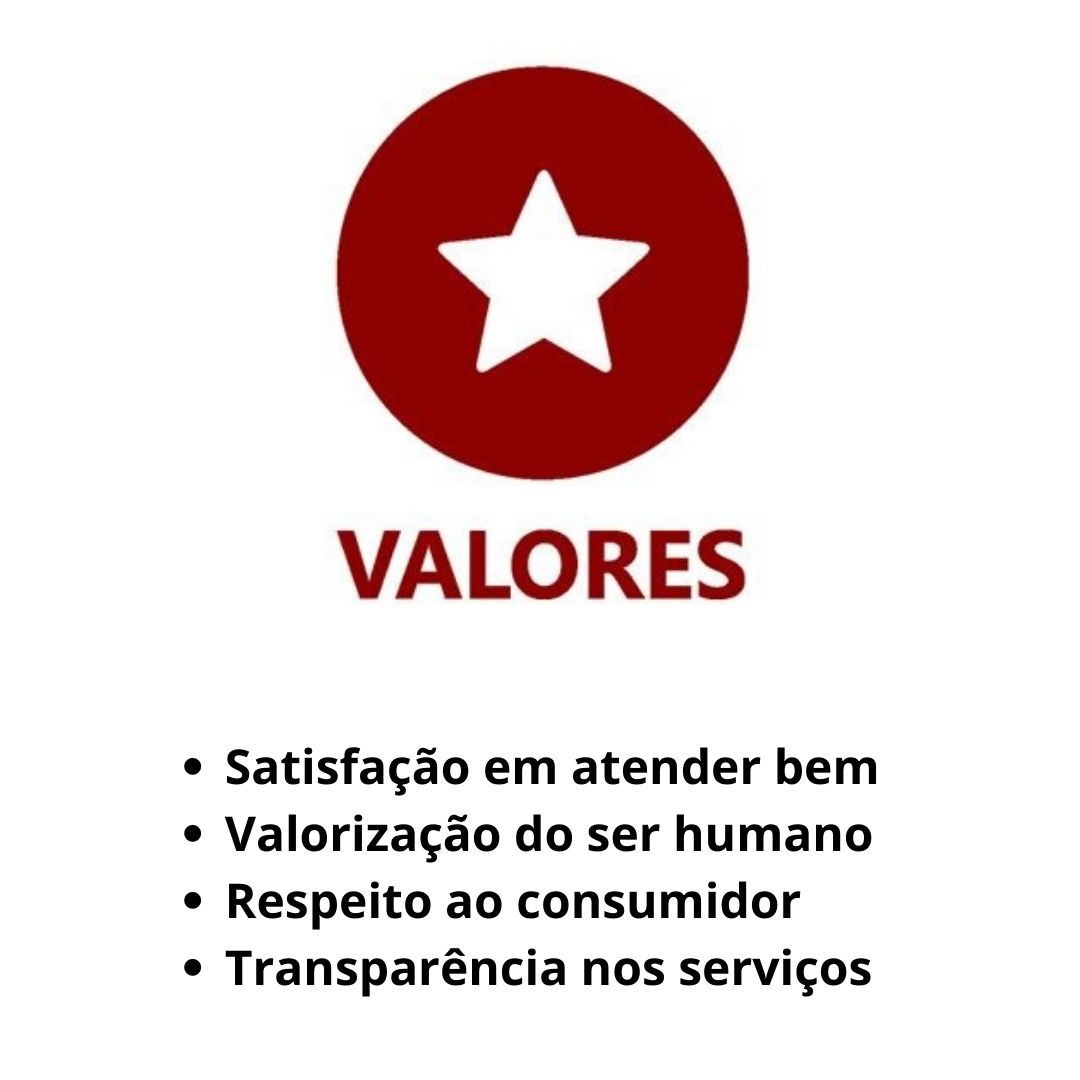 VALORES
• Satisfação em atender bem
• Valorização do ser humano
• Respeito ao consumidor
• Transparência nos serviços